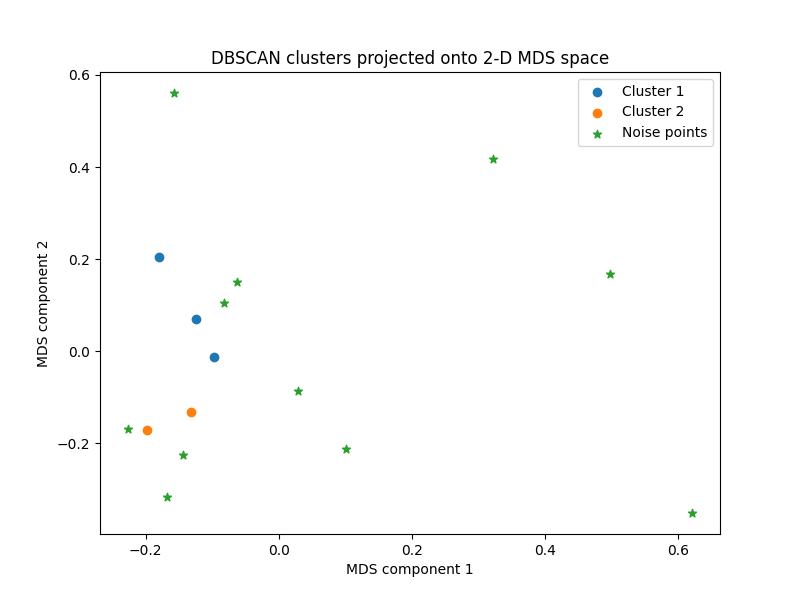 DBSCAN clusters projected onto 2-D MDS space
Cluster 1
Cluster 2
Noise points
0.6
0.4
0.2
0.0
−0.2
MDS component 2
−0.2
0.0
0.2
0.4
0.6
MDS component 1